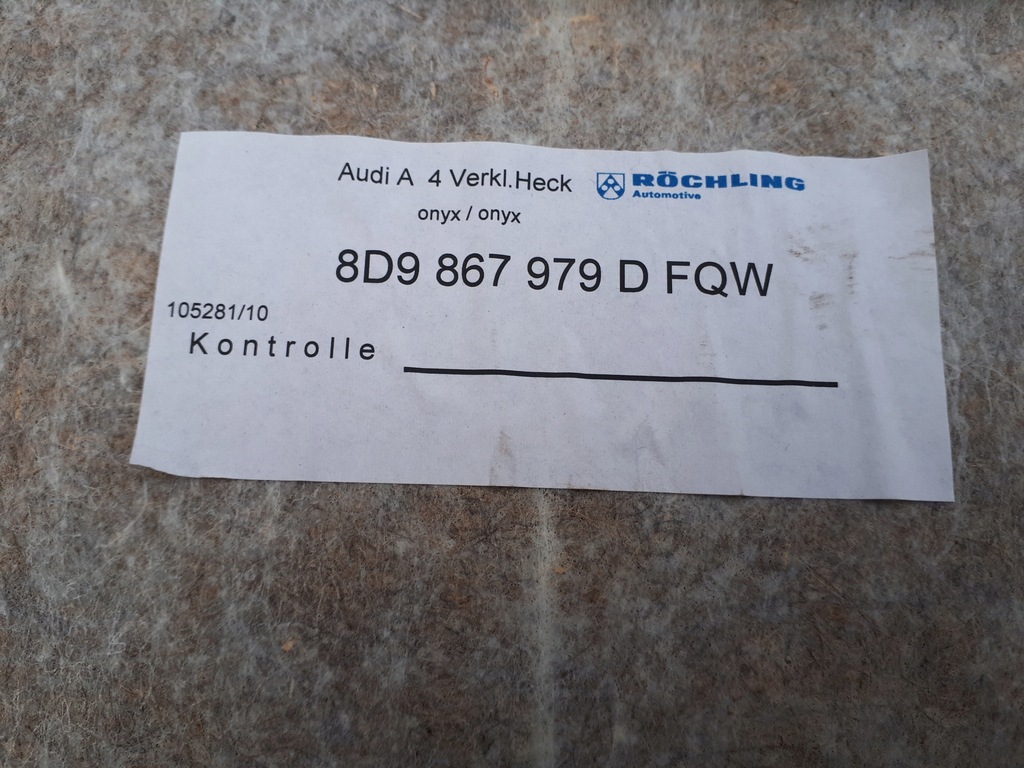 Audi A 4 Verkl.Heck RÖCHLING
Automotive
onyx / onyx
8D9 867 979 D FQW
105281/10
Kontrolle